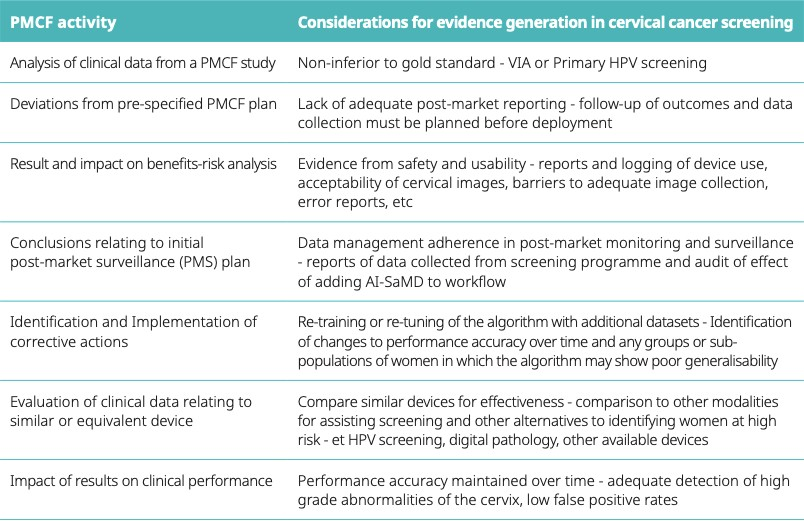 PMCF activity
Considerations for evidence generation in cervical cancer screening
Analysis of clinical data from a PMCF study
Non-inferior to gold standard - VIA or Primary HPV screening
Deviations from pre-specified PMCF plan
Lack of adequate post-market reporting - follow-up of outcomes and data
collection must be planned before deployment
Result and impact on benefits-risk analysis
Evidence from safety and usability - reports and logging of device use,
acceptability of cervical images, barriers to adequate image collection,
error reports, etc
Conclusions relating to initial
post-market surveillance (PMS) plan
Data management adherence in post-market monitoring and surveillance
- reports of data collected from screening programme and audit of effect
of adding AI-SaMD to workflow
Identification and Implementation of
corrective actions
Re-training or re-tuning of the algorithm with additional datasets - Identification
of changes to performance accuracy over time and any groups or sub-
populations of women in which the algorithm may show poor generalisability
Evaluation of clinical data relating to
similar or equivalent device
Compare similar devices for effectiveness - comparison to other modalities
for assisting screening and other alternatives to identifying women at high
risk - et HPV screening, digital pathology, other available devices
Impact of results on clinical performance
Performance accuracy maintained over time - adequate detection of high
grade abnormalities of the cervix, low false positive rates